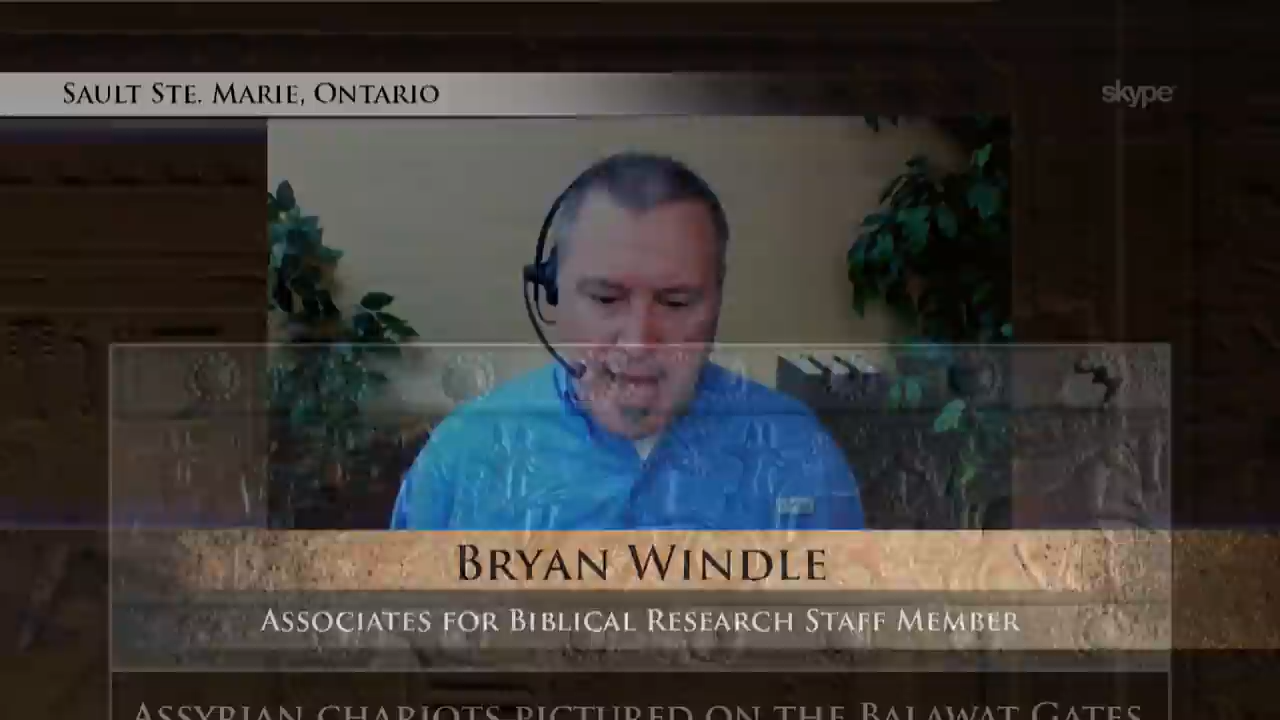 Sault Ste. Marie, Ontario
skype
Bryan Windle
Associates for Biblical Research Staff Member
Assyrian chariots pictured on the Balawat Gates